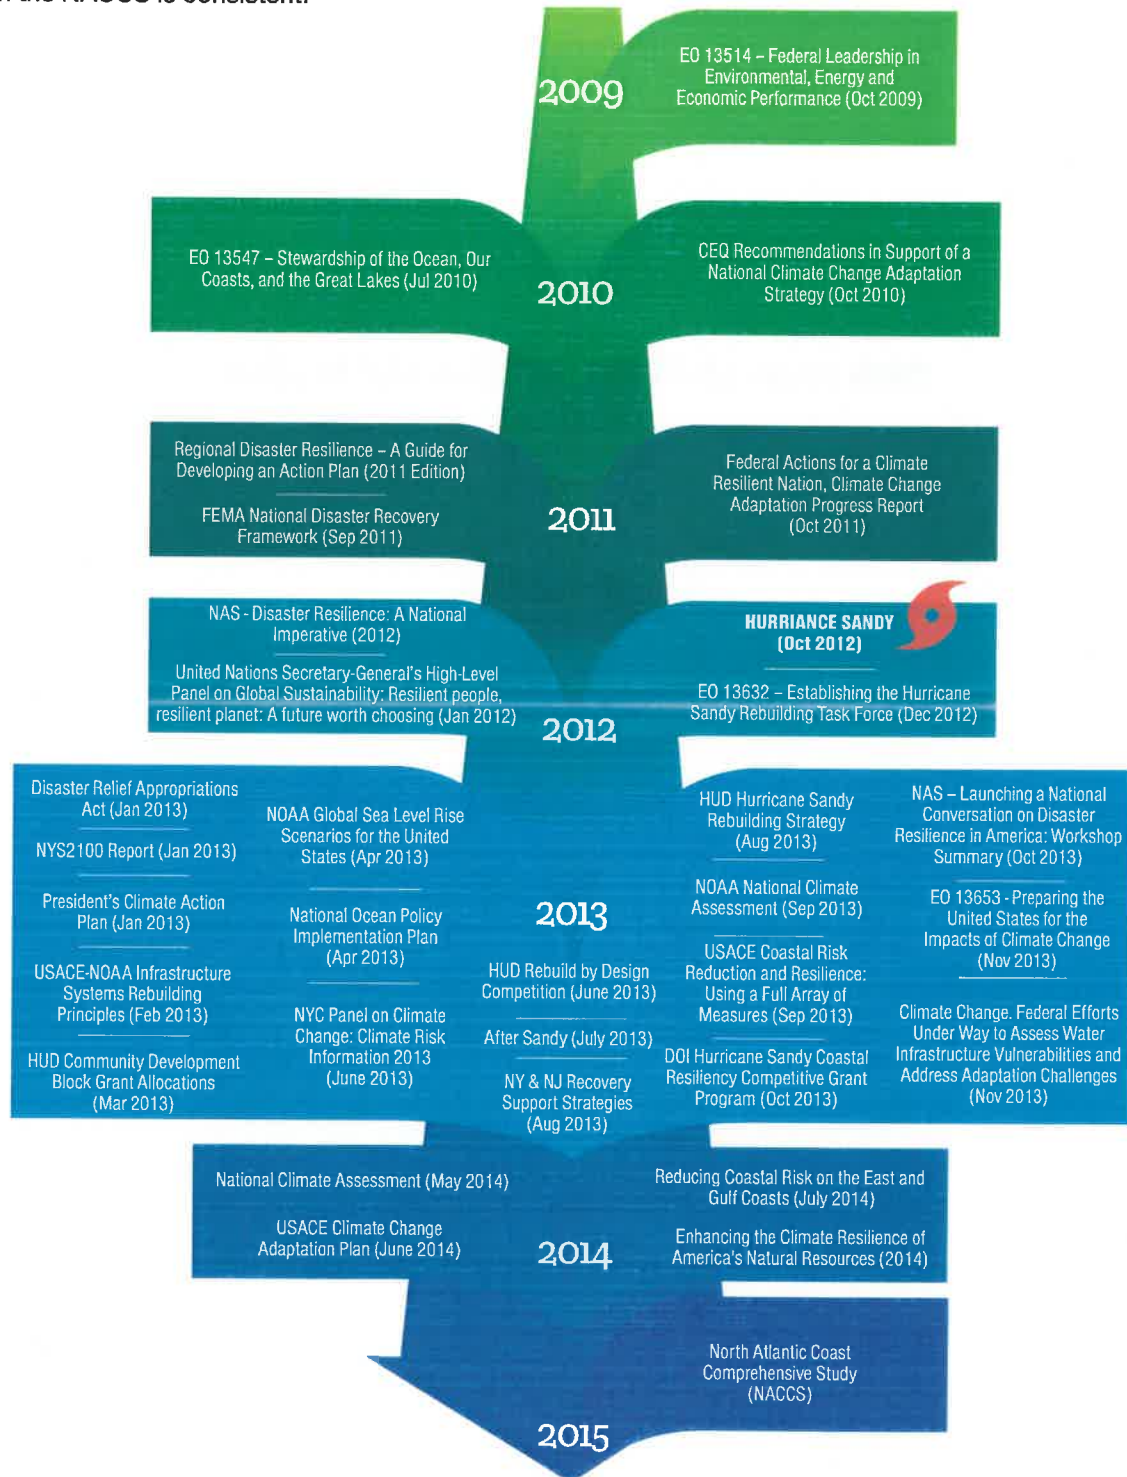 the NACCS is consistent.
2009
EO 13514 – Federal Leadership in
Environmental, Energy and
Economic Performance (Oct 2009)
EO 13547 – Stewardship of the Ocean, Our
Coasts, and the Great Lakes (Jul 2010)
2010
CEQ Recommendations in Support of a
National Climate Change Adaptation
Strategy (Oct 2010)
Regional Disaster Resilience – A Guide for
Developing an Action Plan (2011 Edition)
FEMA National Disaster Recovery
Framework (Sep 2011)
2011
Federal Actions for a Climate
Resilient Nation, Climate Change
Adaptation Progress Report
(Oct 2011)
NAS - Disaster Resilience: A National
Imperative (2012)
United Nations Secretary-General's High-Level
Panel on Global Sustainability: Resilient people,
resilient planet: A future worth choosing (Jan 2012)
2012
HURRIANCE SANDY
(Oct 2012)
EO 13632 – Establishing the Hurricane
Sandy Rebuilding Task Force (Dec 2012)
Disaster Relief Appropriations
Act (Jan 2013)
NYS2100 Report (Jan 2013)
President's Climate Action
Plan (Jan 2013)
USACE-NOAA Infrastructure
Systems Rebuilding
Principles (Feb 2013)
HUD Community Development
Block Grant Allocations
(Mar 2013)
NOAA Global Sea Level Rise
Scenarios for the United
States (Apr 2013)
National Ocean Policy
Implementation Plan
(Apr 2013)
NYC Panel on Climate
Change: Climate Risk
Information 2013
(June 2013)
2013
HUD Rebuild by Design
Competition (June 2013)
After Sandy (July 2013)
NY & NJ Recovery
Support Strategies
(Aug 2013)
HUD Hurricane Sandy
Rebuilding Strategy
(Aug 2013)
NOAA National Climate
Assessment (Sep 2013)
USACE Coastal Risk
Reduction and Resilience:
Using a Full Array of
Measures (Sep 2013)
DOI Hurricane Sandy Coastal
Resiliency Competitive Grant
Program (Oct 2013)
NAS – Launching a National
Conversation on Disaster
Resilience in America: Workshop
Summary (Oct 2013)
EO 13653 - Preparing the
United States for the
Impacts of Climate Change
(Nov 2013)
Climate Change. Federal Efforts
Under Way to Assess Water
Infrastructure Vulnerabilities and
Address Adaptation Challenges
(Nov 2013)
National Climate Assessment (May 2014)
USACE Climate Change
Adaptation Plan (June 2014)
2014
Reducing Coastal Risk on the East and
Gulf Coasts (July 2014)
Enhancing the Climate Resilience of
America's Natural Resources (2014)
North Atlantic Coast
Comprehensive Study
(NACCS)
2015